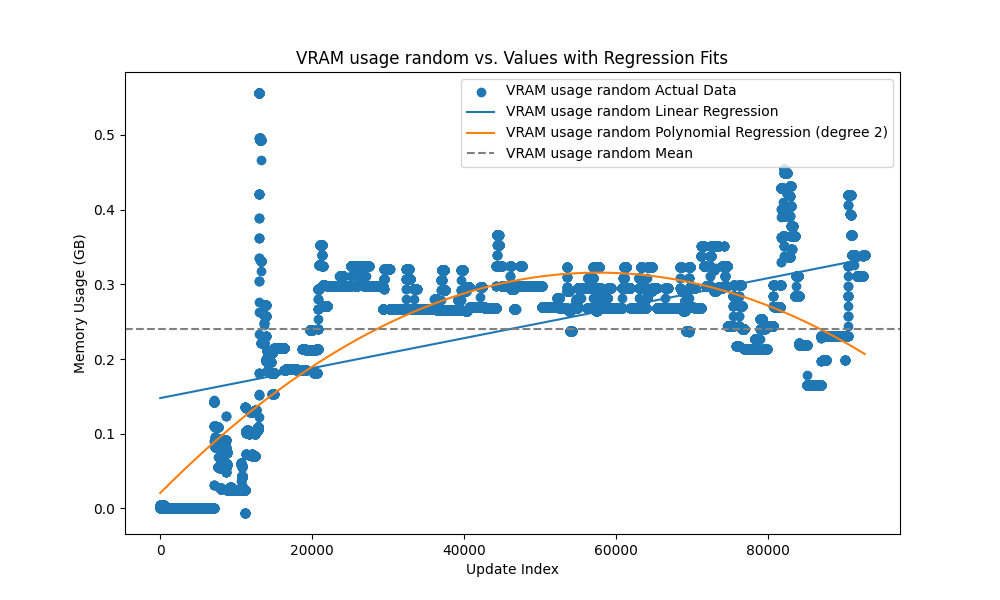 VRAM usage random vs. Values with Regression Fits
VRAM usage random Actual Data
VRAM usage random Linear Regression
VRAM usage random Polynomial Regression (degree 2)
VRAM usage random Mean
Memory Usage (GB)
0.5
0.4
0.3
0.2
0.1
0.0
0 20000 40000 60000 80000
Update Index